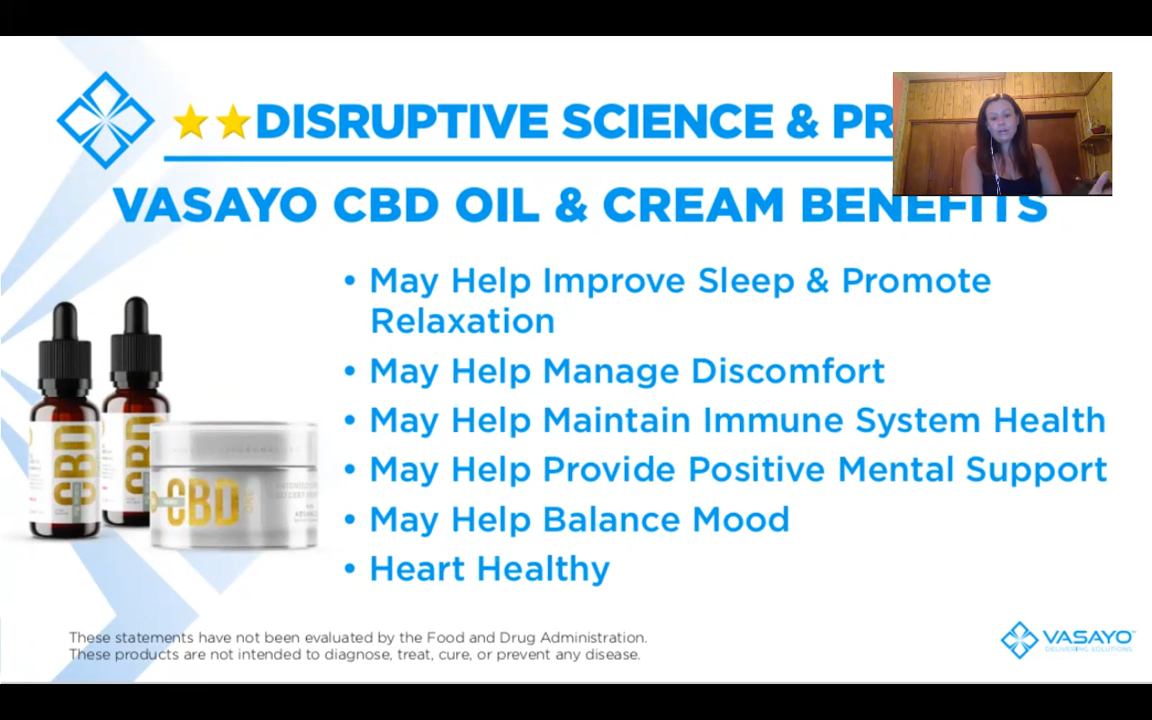 DISRUPTIVE SCIENCE & PR
VASAYO CBD OIL & CREAM BENEFITS
• May Help Improve Sleep & Promote
Relaxation
• May Help Manage Discomfort
• May Help Maintain Immune System Health
• May Help Provide Positive Mental Support
• May Help Balance Mood
• Heart Healthy
CBD
CBD
CBD
OIL
These statements have not been evaluated by the Food and Drug Administration.
These products are not intended to diagnose, treat, cure, or prevent any disease.
VASAYO
DELIVERING SOLUTIONS